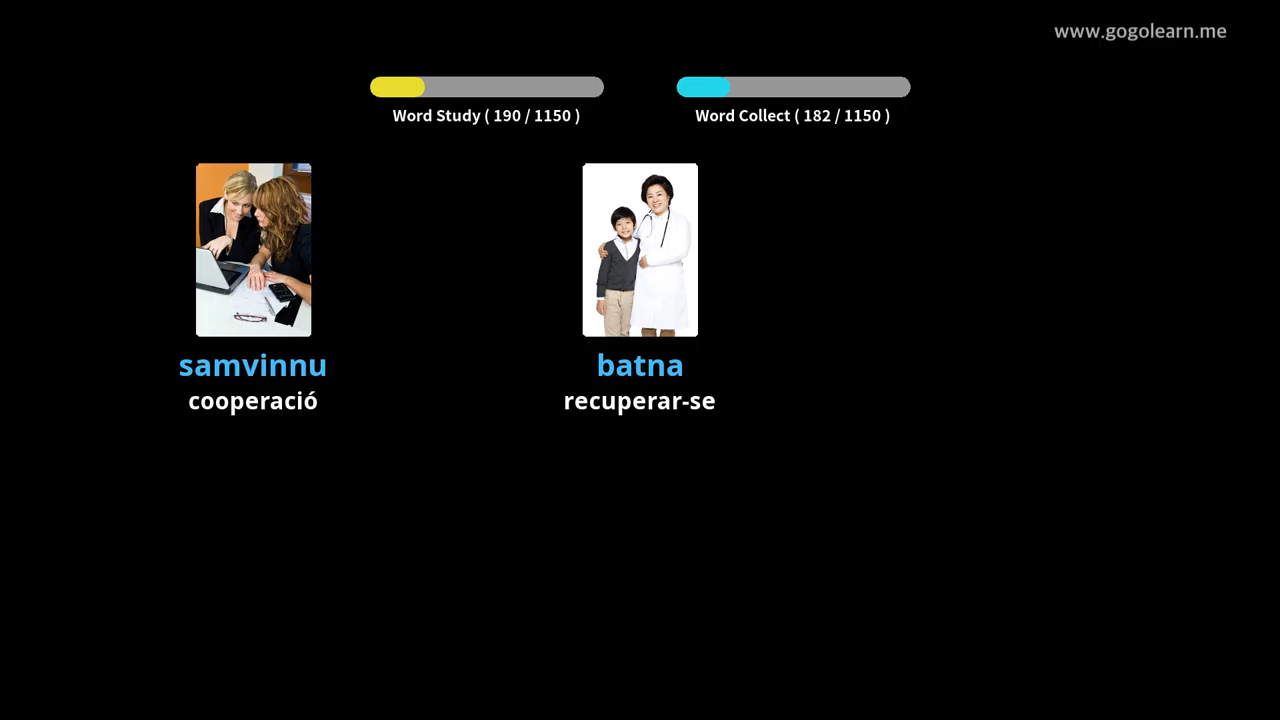 www.gogolearn.me
Word Study ( 190 / 1150 )
Word Collect ( 182 / 1150 )
samvinnu
cooperació
batna
recuperar-se